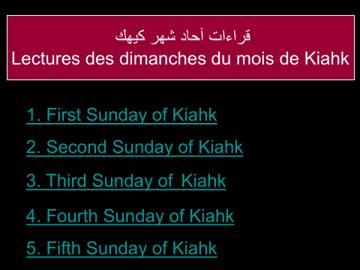 قراءات آحاد شهر كيهك
Lectures des dimanches du mois de Kiahk
1. First Sunday of Kiahk
2. Second Sunday of Kiahk
3. Third Sunday of Kiahk
4. Fourth Sunday of Kiahk
5. Fifth Sunday of Kiahk